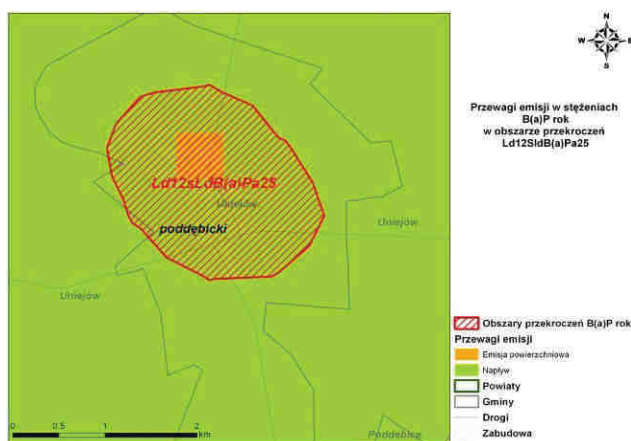 N
W E
S
Przewagi emisji w stężeniach
B(a)P rok
w obszarze przekroczeń
Ld12SldB(a)Pa25
Ld12sLdB(a)Pa25
Uniejów
poddębicki
Uniejów
Uniejów
Obszary przekroczeń B(a)P rok
Przewagi emisji
Emisja powierzchniowa
Napływ
Powiaty
Gminy
Drogi
Zabudowa
0 0.5 1 2
km